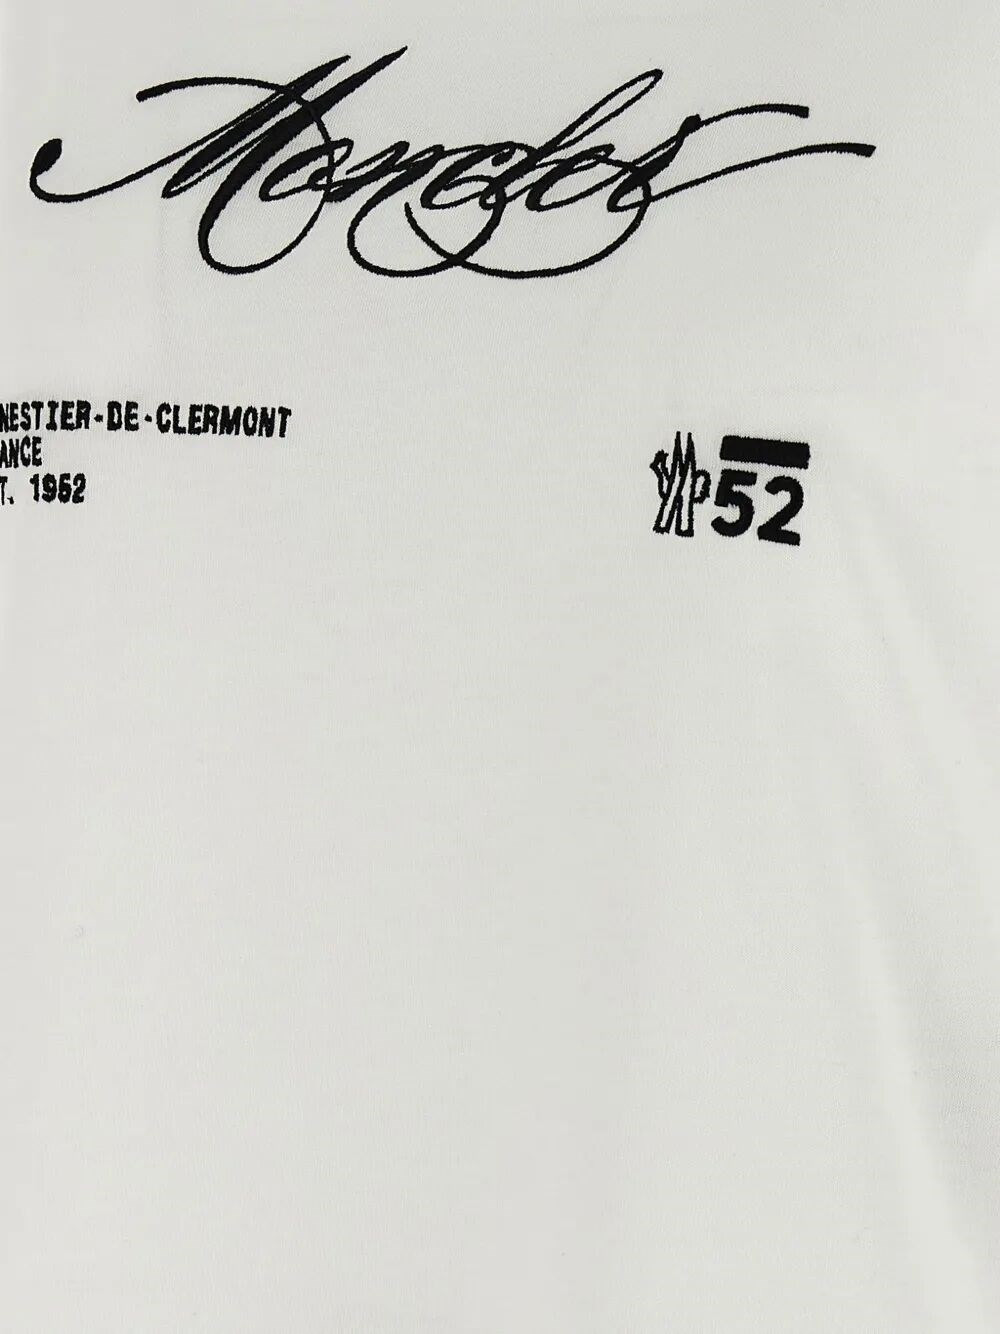 Moncler
NESTIER-DE-CLERMONT
ANCE
T. 1952
52